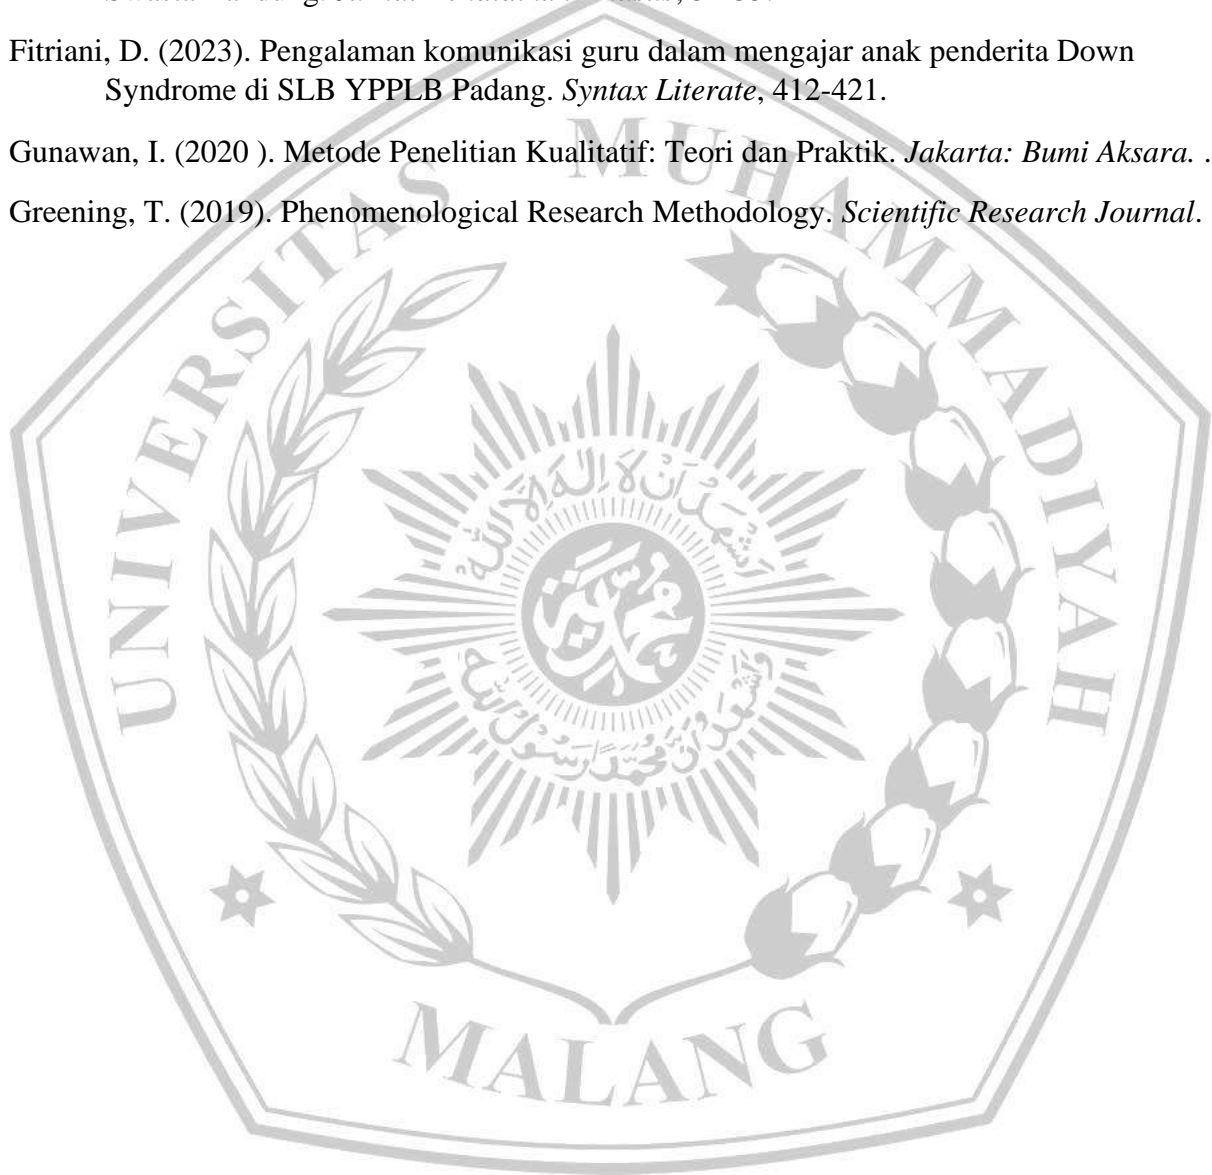 Fitriani, D. (2023). Pengalaman komunikasi guru dalam mengajar anak penderita Down
Syndrome di SLB YPPLB Padang. Syntax Literate, 412-421.
Gunawan, I. (2020 ). Metode Penelitian Kualitatif: Teori dan Praktik. Jakarta: Bumi Aksara. .
Greening, T. (2019). Phenomenological Research Methodology. Scientific Research Journal.
UNIVERSITAS MUHAMMADIYAH
MALANG